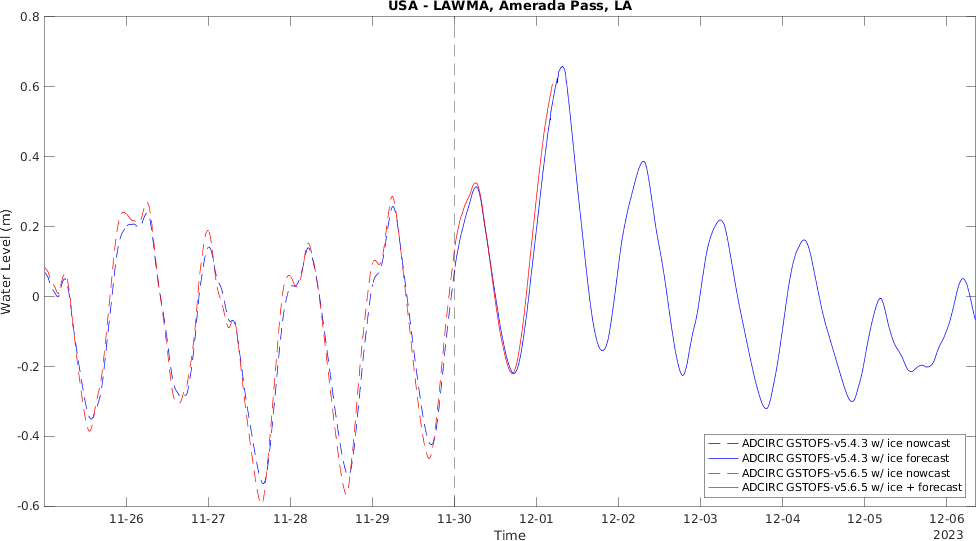 USA - LAWMA, Amerada Pass, LA
0.8
0.6
0.4
0.2
0
-0.2
-0.4
-0.6
Water Level (m)
ADCIRC GSTOFS-v5.4.3 w/ ice nowcast
ADCIRC GSTOFS-v5.4.3 w/ ice forecast
ADCIRC GSTOFS-v5.6.5 w/ ice nowcast
ADCIRC GSTOFS-v5.6.5 w/ ice + forecast
11-26 11-27 11-28 11-29 11-30 12-01 12-02 12-03 12-04 12-05 12-06
Time
2023